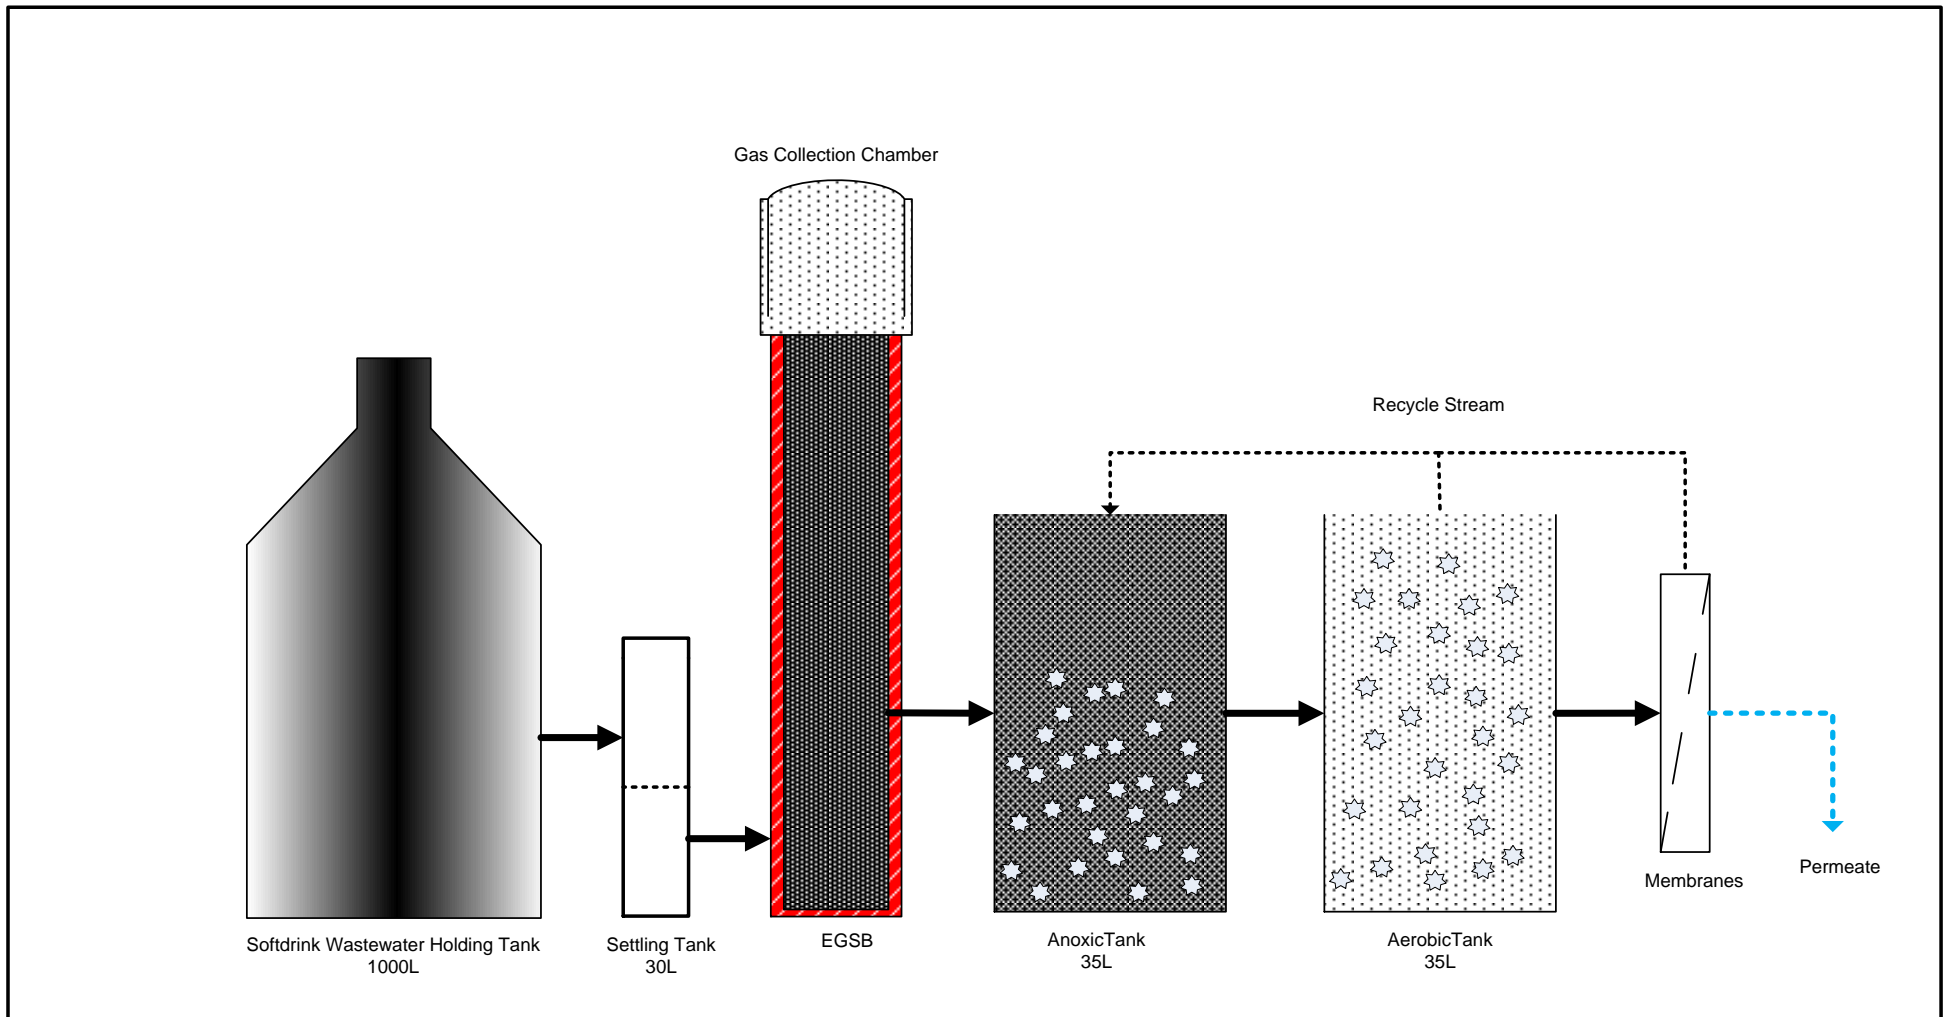 Gas Collection Chamber
Recycle Stream
Softdrink Wastewater Holding Tank
1000L
Settling Tank
30L
EGSB
AnoxicTank
35L
AerobicTank
35L
Membranes
Permeate